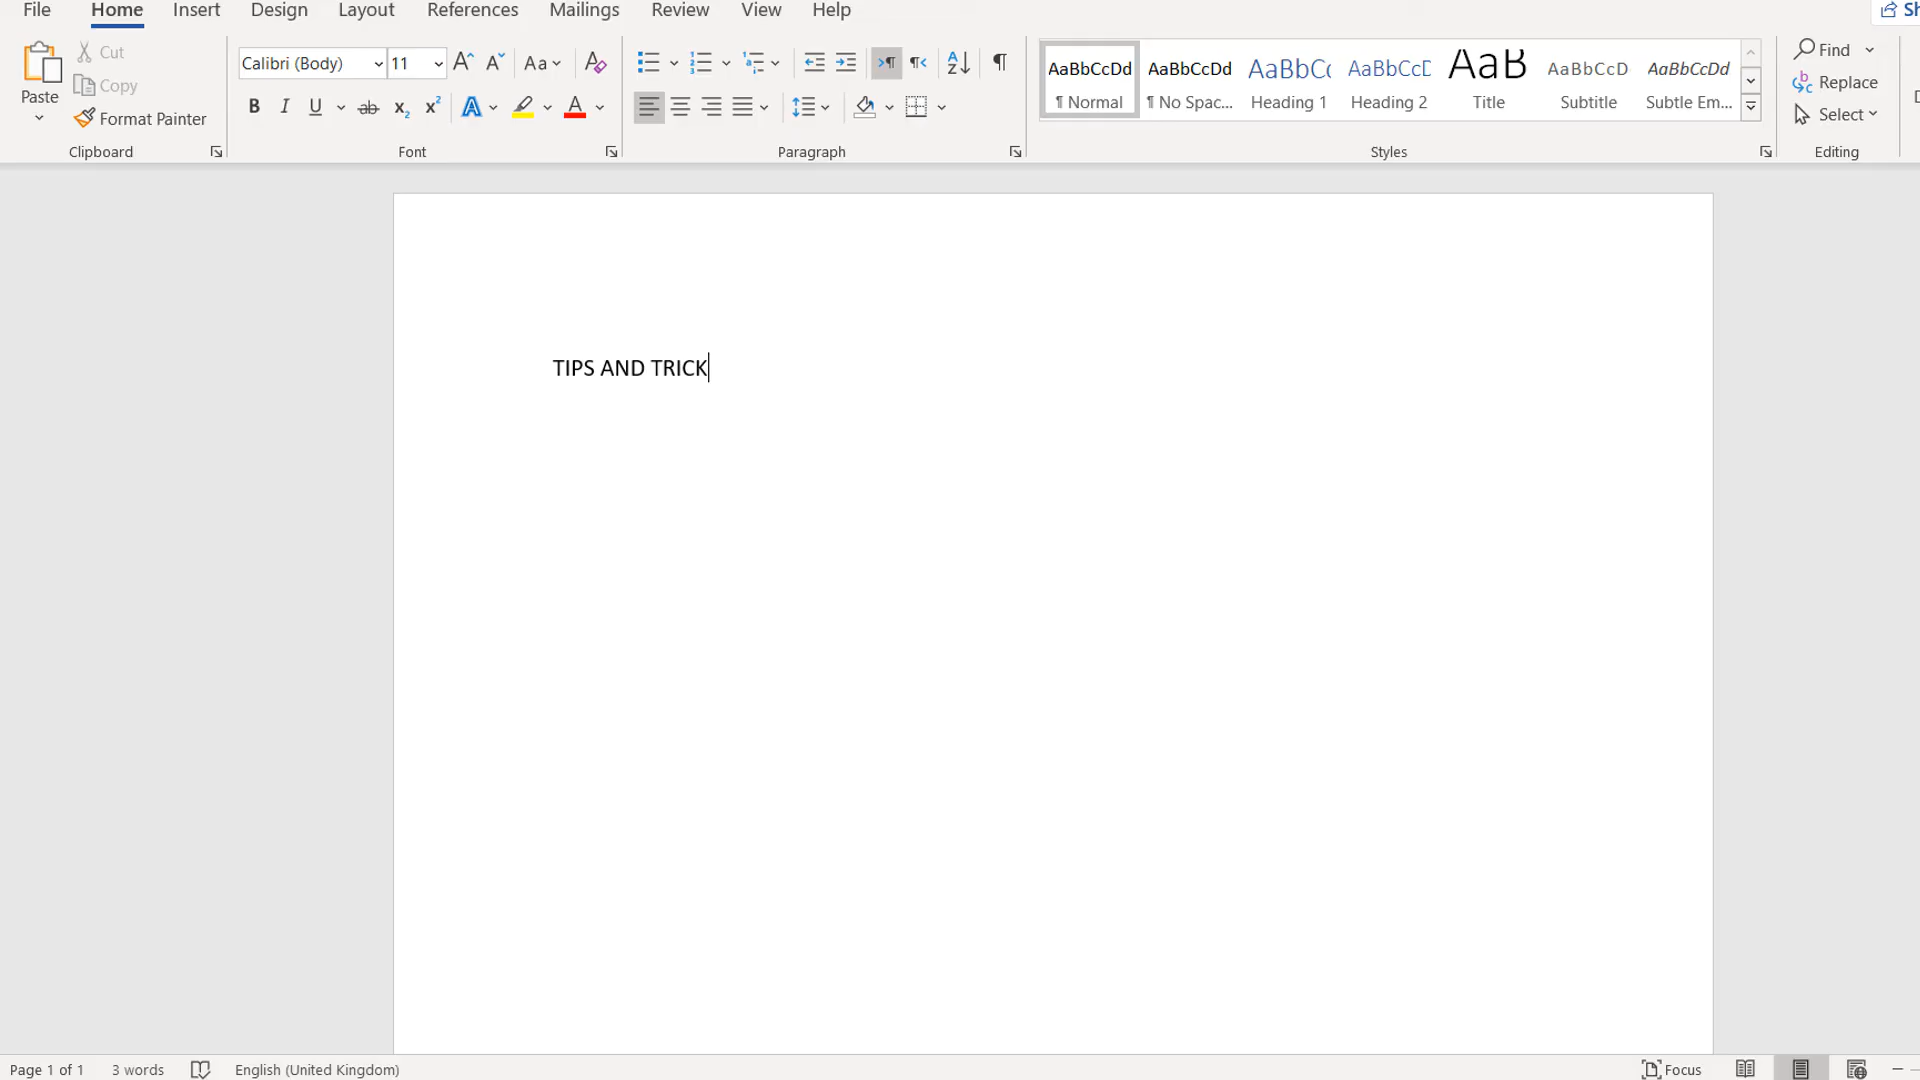 File Home Insert Design Layout References Mailings Review View Help Sh
Paste Cut Copy Format Painter Clipboard
Calibri (Body) 11 Aa Font
Paragraph
AaBbCcDd AaBbCcDd AaBbCc AaBbCcD AaB AaBbCcD AaBbCcDd
¶ Normal ¶ No Spac... Heading 1 Heading 2 Title Subtitle Subtle Em...
Styles
Find Replace Select Editing
TIPS AND TRICK
Page 1 of 1 3 words English (United Kingdom) Focus